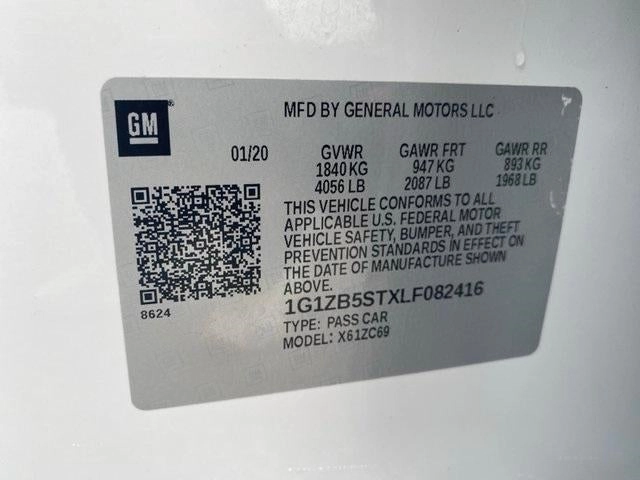 GM ®
MFD BY GENERAL MOTORS LLC
01/20 GVWR GAWR FRT GAWR RR
1840 KG 947 KG 893 KG
4056 LB 2087 LB 1968 LB
THIS VEHICLE CONFORMS TO ALL
APPLICABLE U.S. FEDERAL MOTOR
VEHICLE SAFETY, BUMPER, AND THEFT
PREVENTION STANDARDS IN EFFECT ON
THE DATE OF MANUFACTURE SHOWN
ABOVE.
8624
1G1ZB5STXLF082416
TYPE: PASS CAR
MODEL: X61ZC69